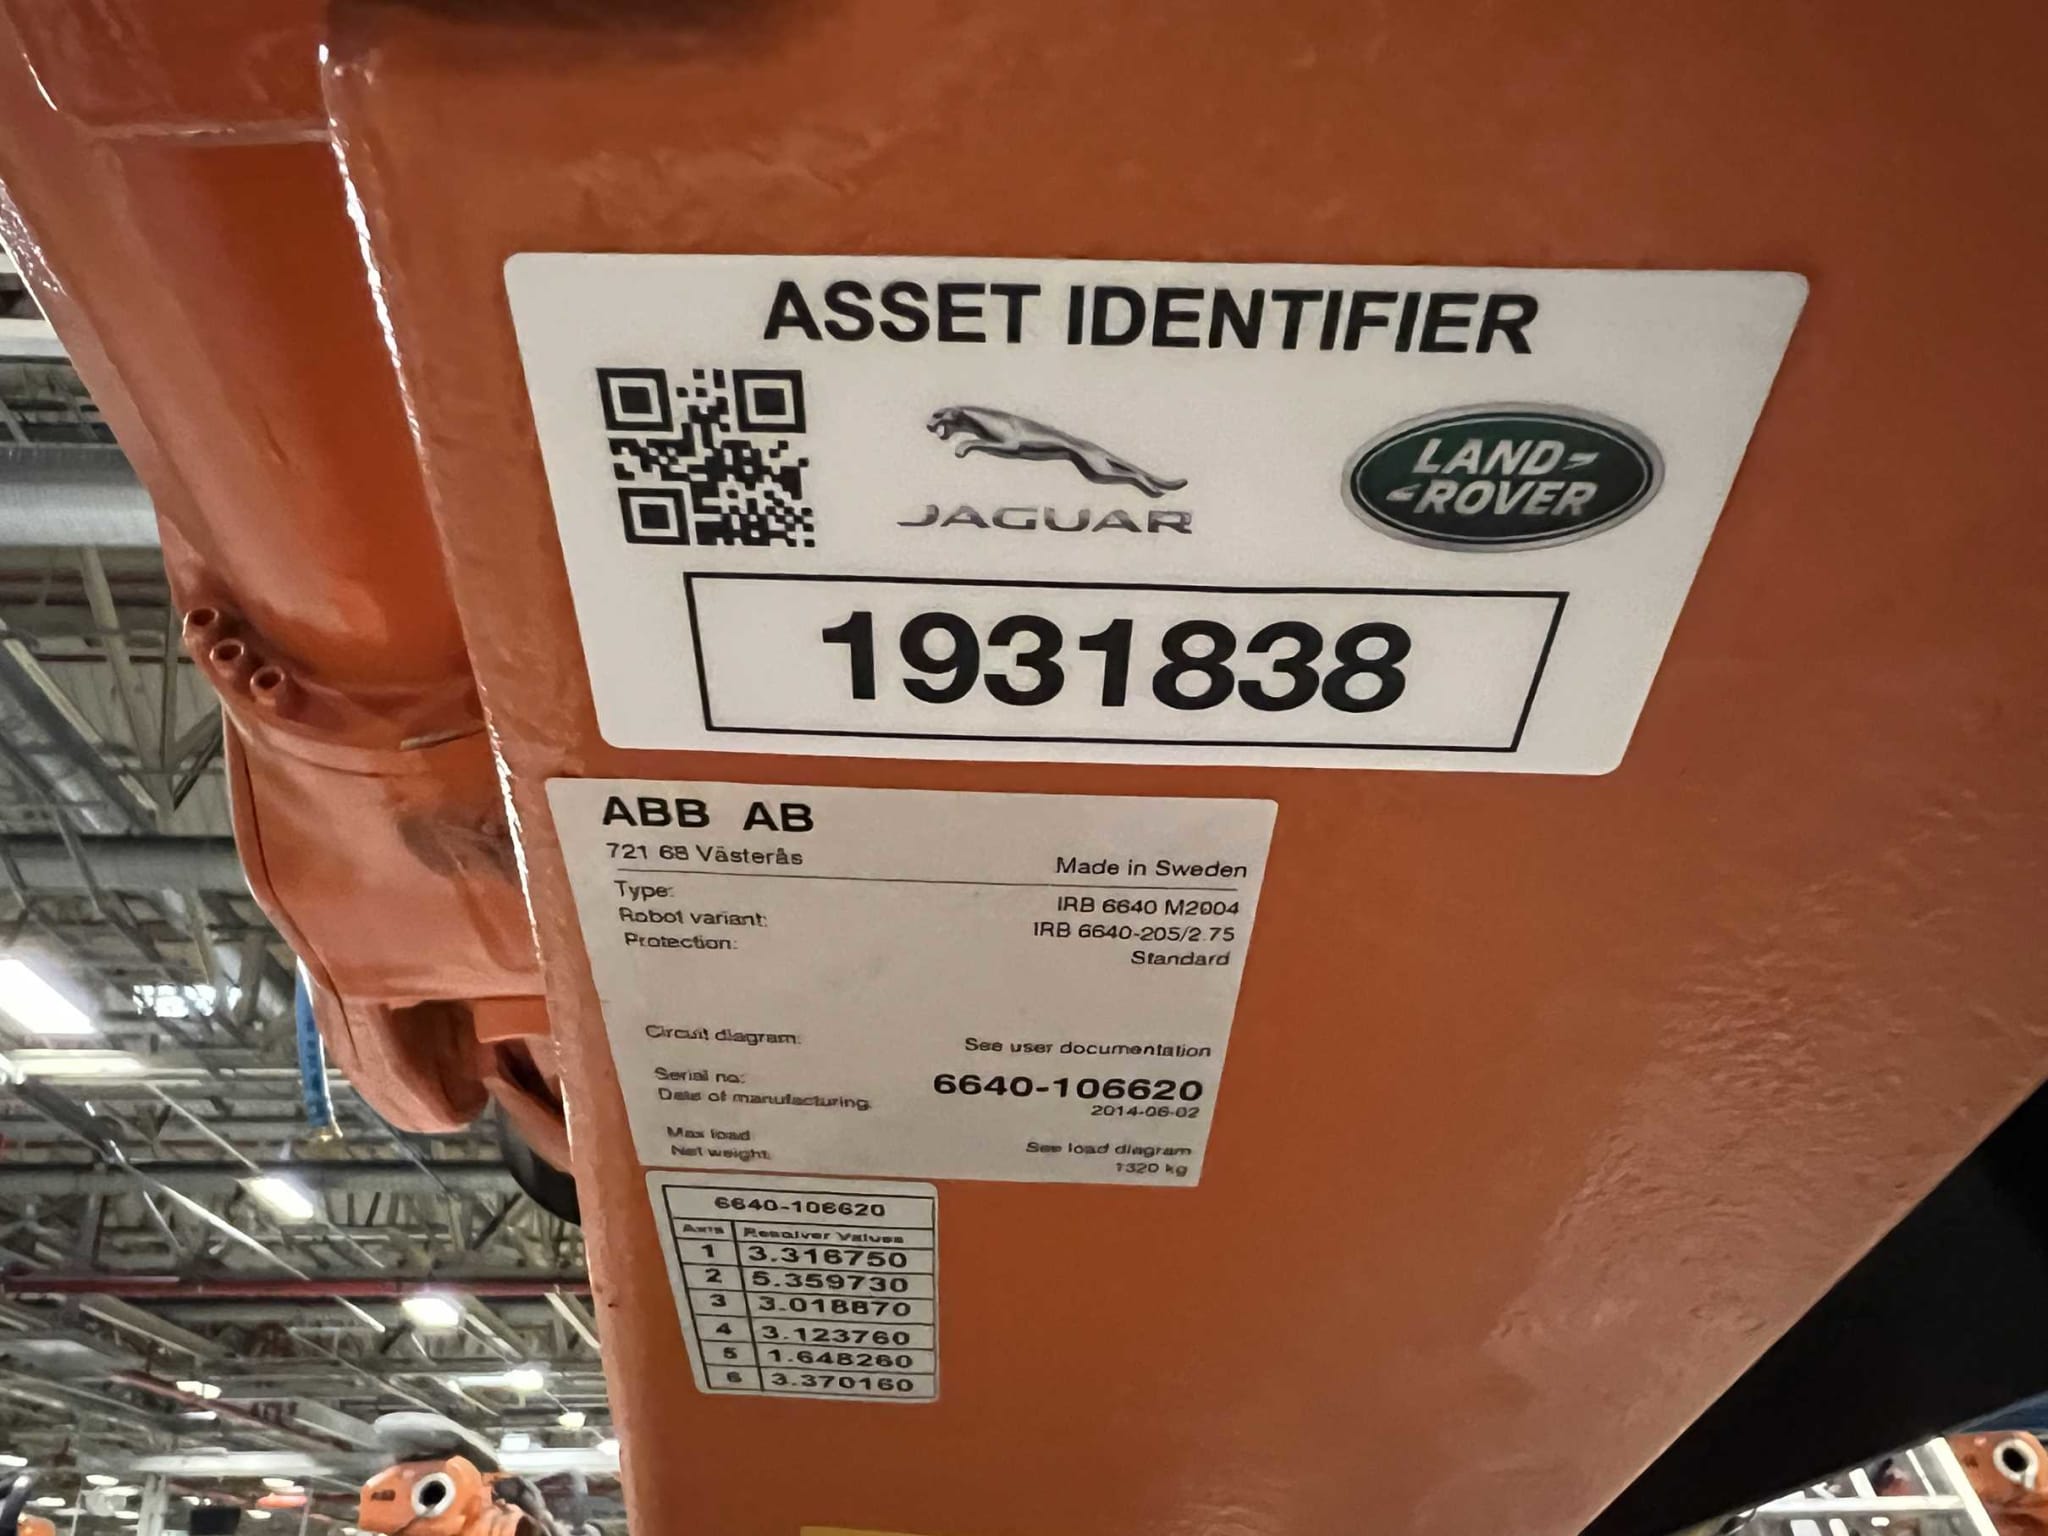 ASSET IDENTIFIER
JAGUAR
LAND-
-ROVER
1931838
ABB AB
721 68 Västerås
Made in Sweden
Type: IRB 6640 M2004
Robot variant: IRB 6640-205/2.75
Protection: Standard
Circuit diagram: See user documentation
Serial no: 6640-106620
Date of manufacturing 2014-06-02
Max load See load diagram
Net weight: 1320 kg
6640-106620
Axis Resolver Values
1 3.316750
2 5.359730
3 3.018870
4 3.123760
5 1.648260
6 3.370160